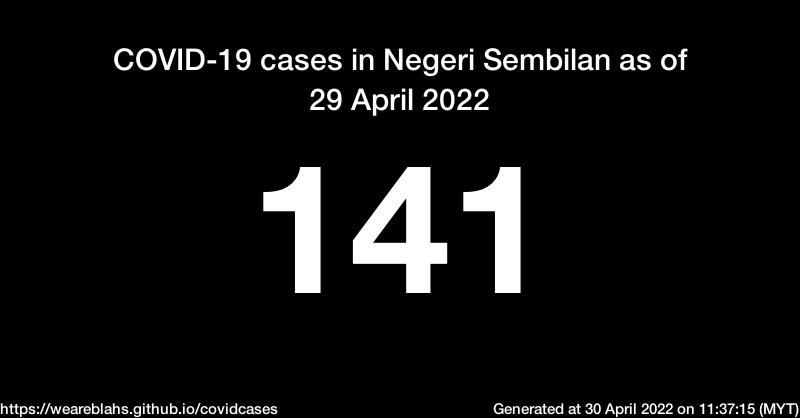 COVID-19 cases in Negeri Sembilan as of
29 April 2022
141
https://weareblahs.github.io/covidcases
Generated at 30 April 2022 on 11:37:15 (MYT)